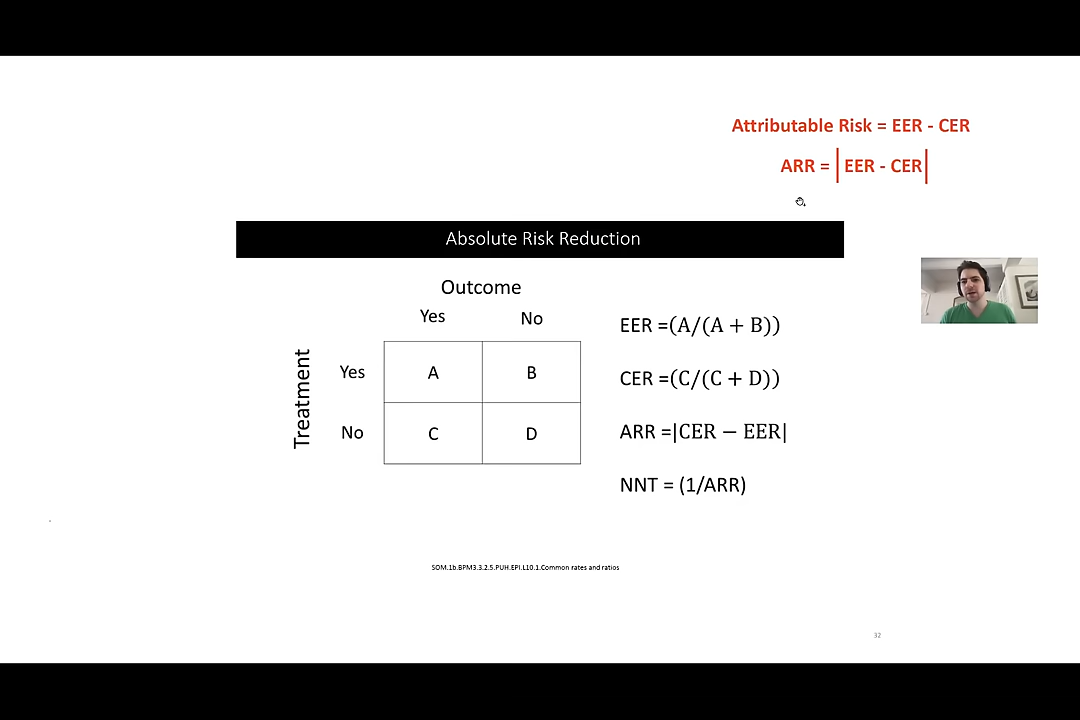 Attributable Risk = EER - CER
ARR = | EER - CER |
Absolute Risk Reduction
Outcome
Yes No
EER =(A/(A + B))
Treatment
Yes A B
CER =(C/(C + D))
No C D
ARR =|CER − EER|
NNT = (1/ARR)
SOM.1b.BPM3.3.2.5.PUH.EPI.L10.1.Common rates and ratios
32